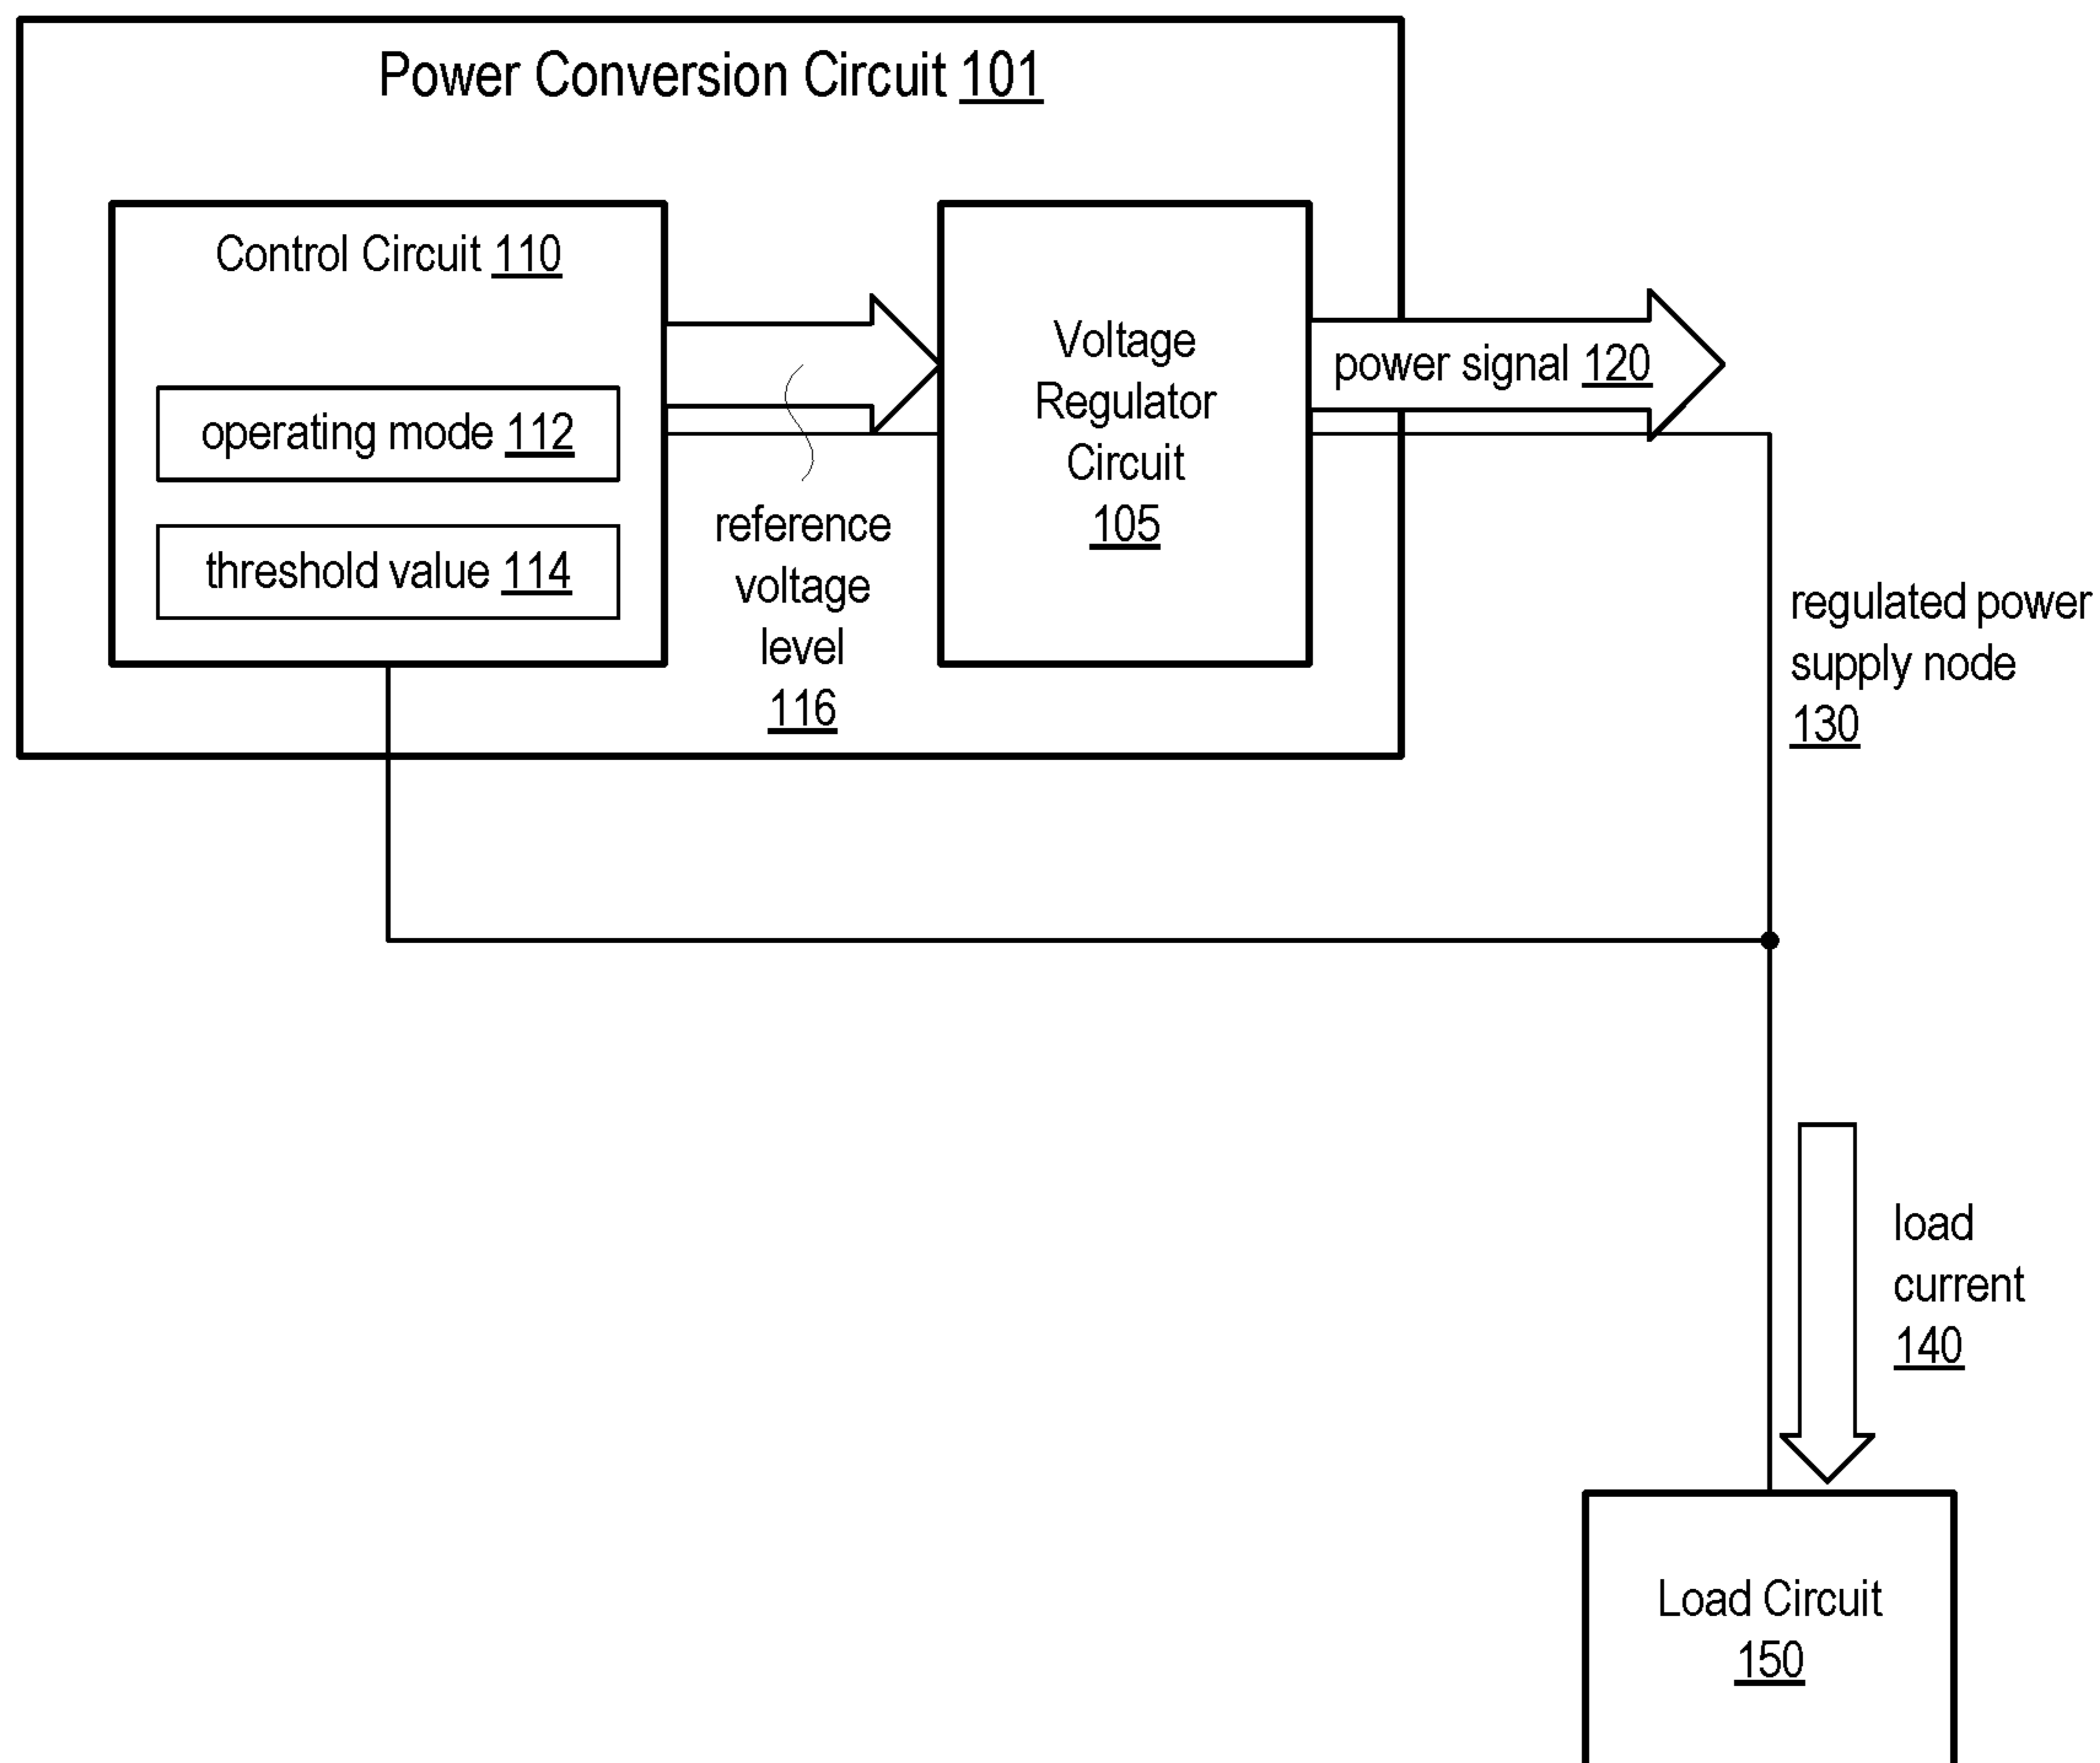 Power Conversion Circuit 101
Control Circuit 110
operating mode 112
threshold value 114
reference
voltage
level
116
Voltage
Regulator
Circuit
105
power signal 120
regulated power
supply node
130
load
current
140
Load Circuit
150